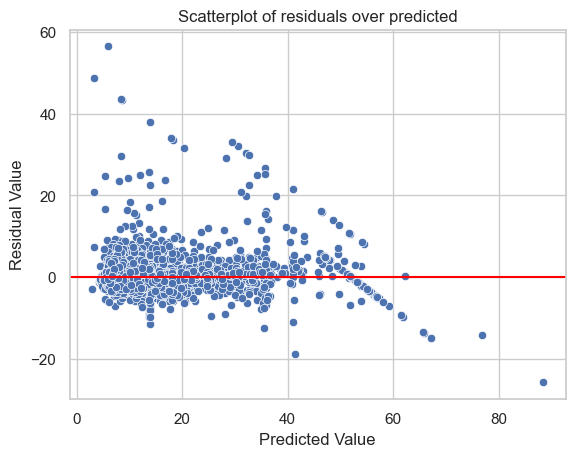 Scatterplot of residuals over predicted
60
40
20
0
−20
Residual Value
0 20 40 60 80
Predicted Value